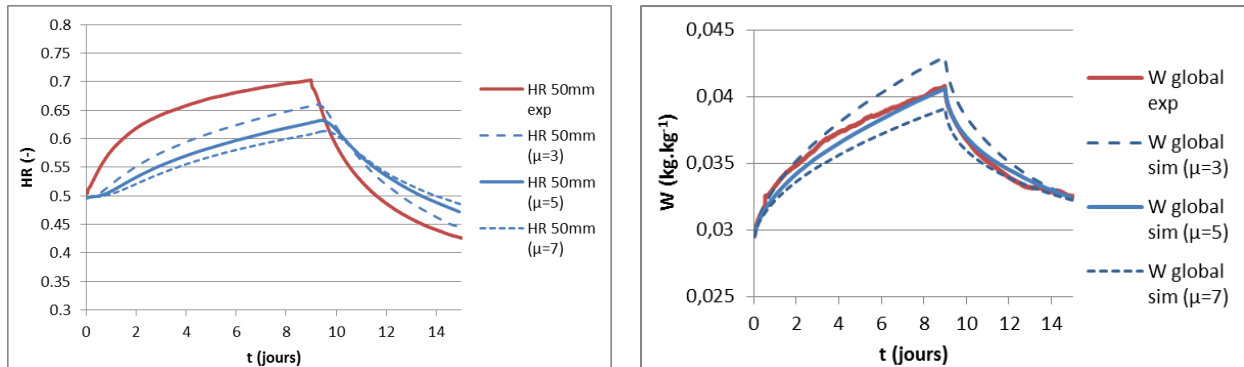 0.8
0.75
0.7
0.65
0.6
0.55
0.5
0.45
0.4
0.35
0.3
HR (-)
0 2 4 6 8 10 12 14
t (jours)
HR 50mm
exp
HR 50mm
(μ=3)
HR 50mm
(μ=5)
HR 50mm
(μ=7)
0,045
0,04
0,035
0,03
0,025
W (kg.kg⁻¹)
0 2 4 6 8 10 12 14
t (jours)
W global
exp
W global
sim (μ=3)
W global
sim (μ=5)
W global
sim (μ=7)